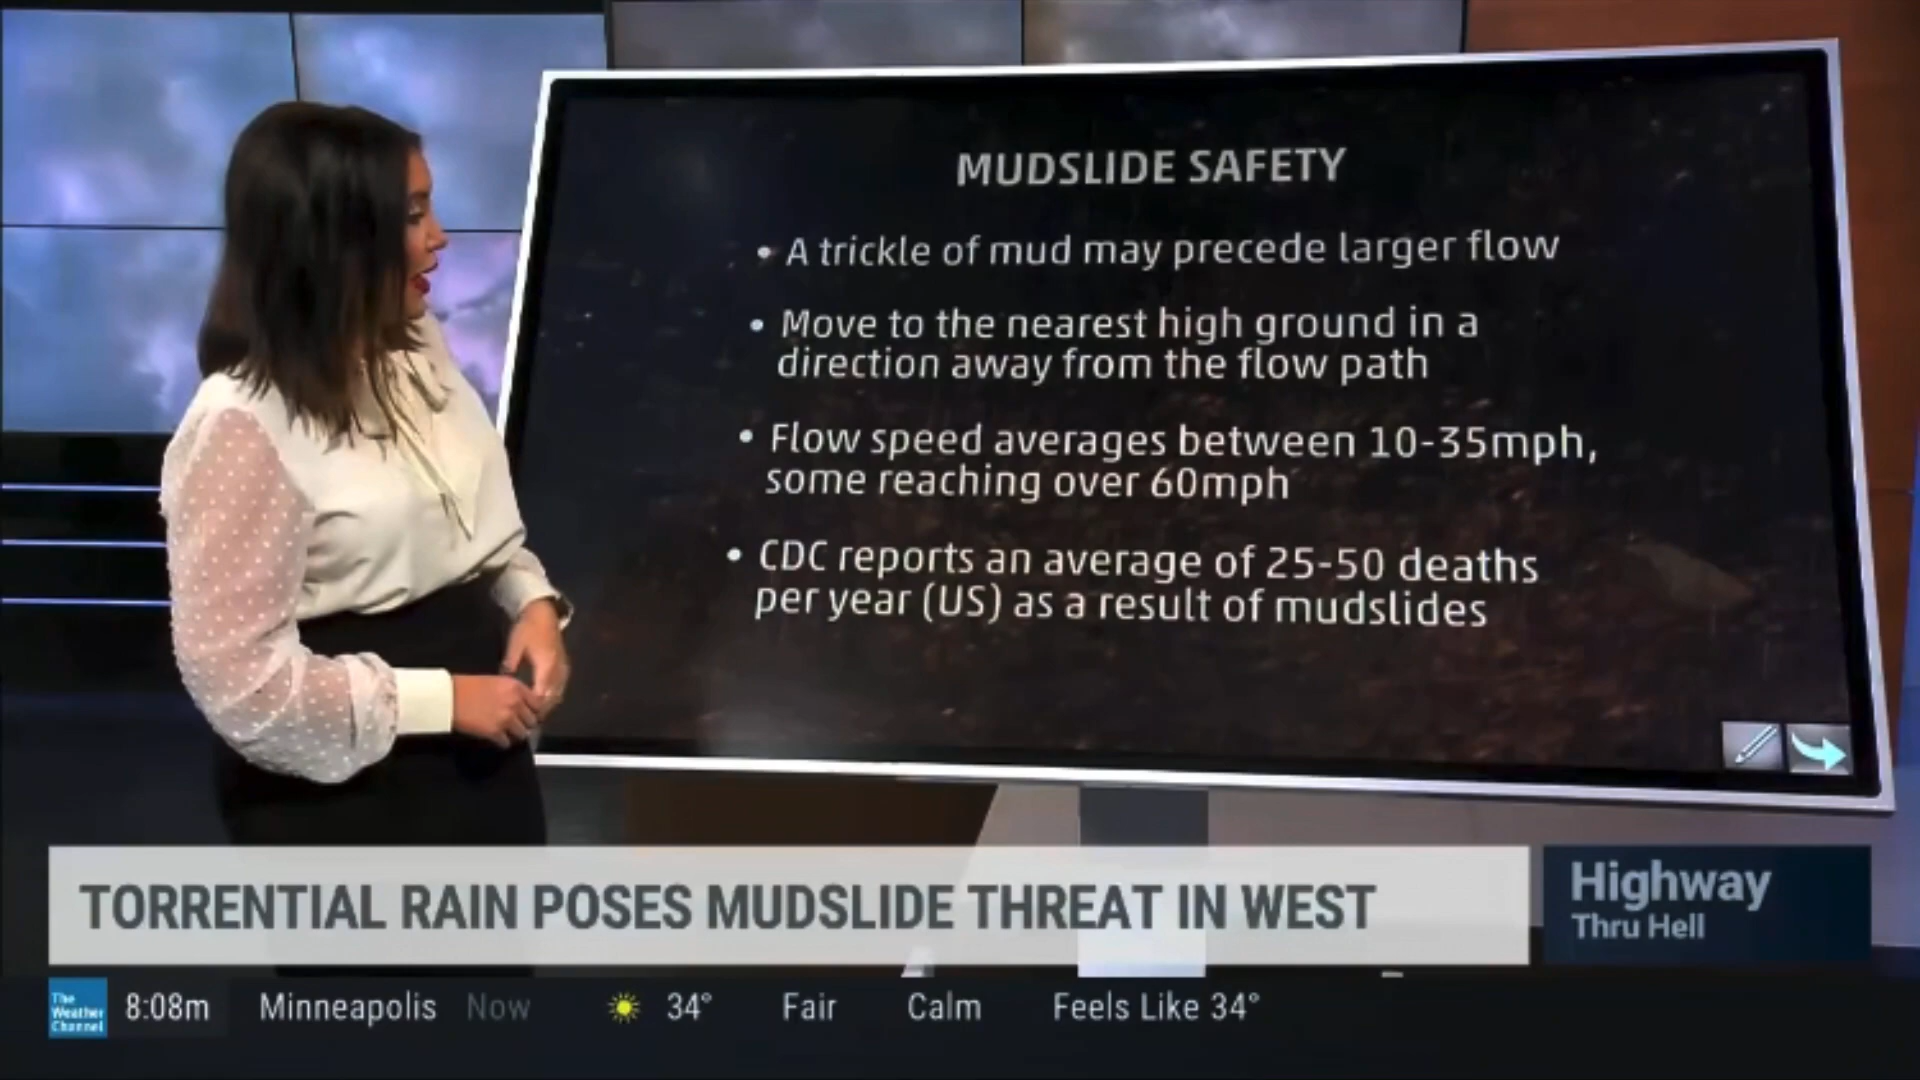 MUDSLIDE SAFETY
• A trickle of mud may precede larger flow
• Move to the nearest high ground in a
direction away from the flow path
• Flow speed averages between 10-35mph,
some reaching over 60mph
• CDC reports an average of 25-50 deaths
per year (US) as a result of mudslides
TORRENTIAL RAIN POSES MUDSLIDE THREAT IN WEST
Highway
Thru Hell
The
Weather
Channel
8:08m Minneapolis Now 34° Fair Calm Feels Like 34°